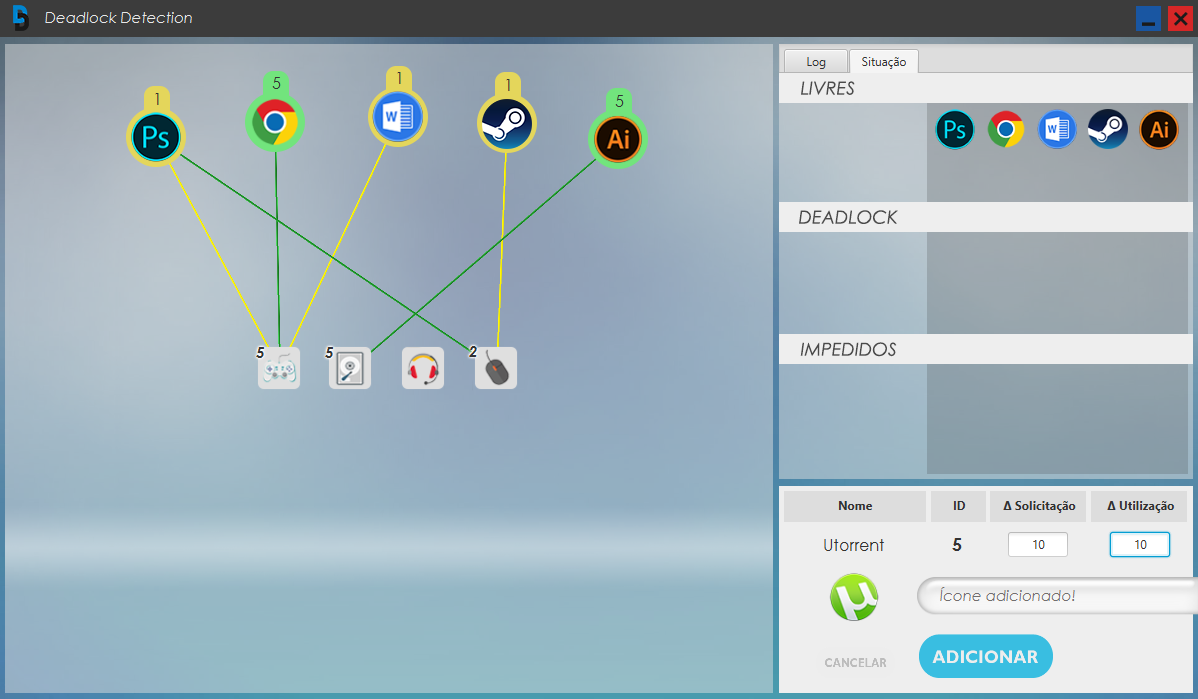 Deadlock Detection
Log Situação
LIVRES
1 5 1 1 5
Ps W Ai
Ps W Ai
DEADLOCK
IMPEDIDOS
5 5 2
Nome ID Δ Solicitação Δ Utilização
Utorrent 5 10 10
Ícone adicionado!
CANCELAR ADICIONAR